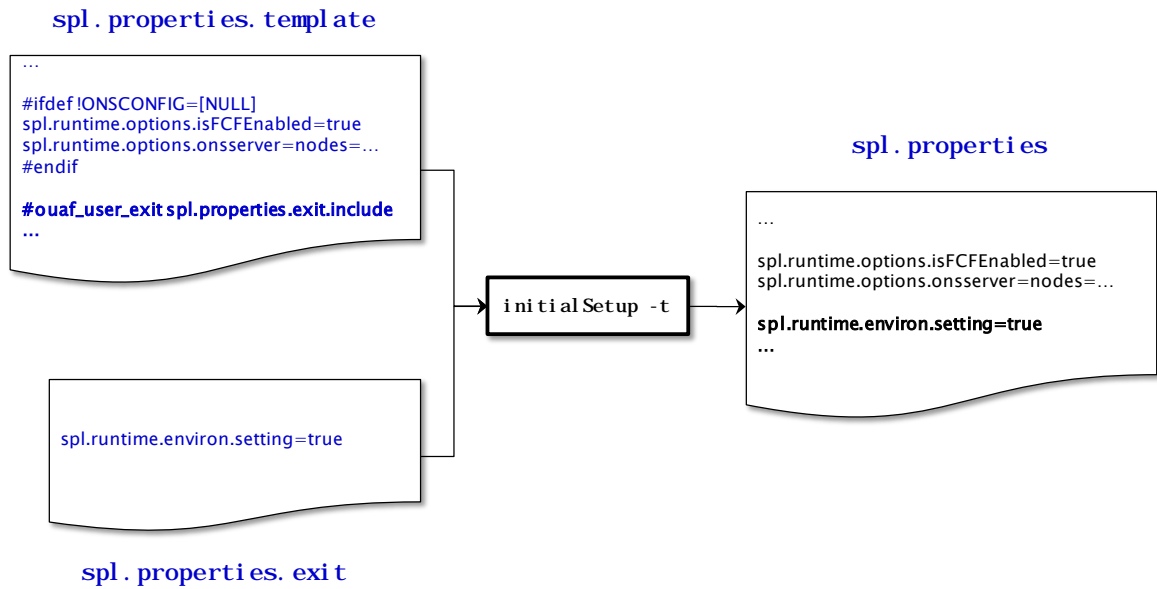 spl.properties.template
...
#ifdef !ONSCONFIG=[NULL]
spl.runtime.options.isFCFEnabled=true
spl.runtime.options.onsserver=nodes=...
#endif
#ouaf_user_exit spl.properties.exit.include
...
spl.runtime.environ.setting=true
spl.properties.exit
initialSetup -t
spl.properties
...
spl.runtime.options.isFCFEnabled=true
spl.runtime.options.onsserver=nodes=...
spl.runtime.environ.setting=true
...